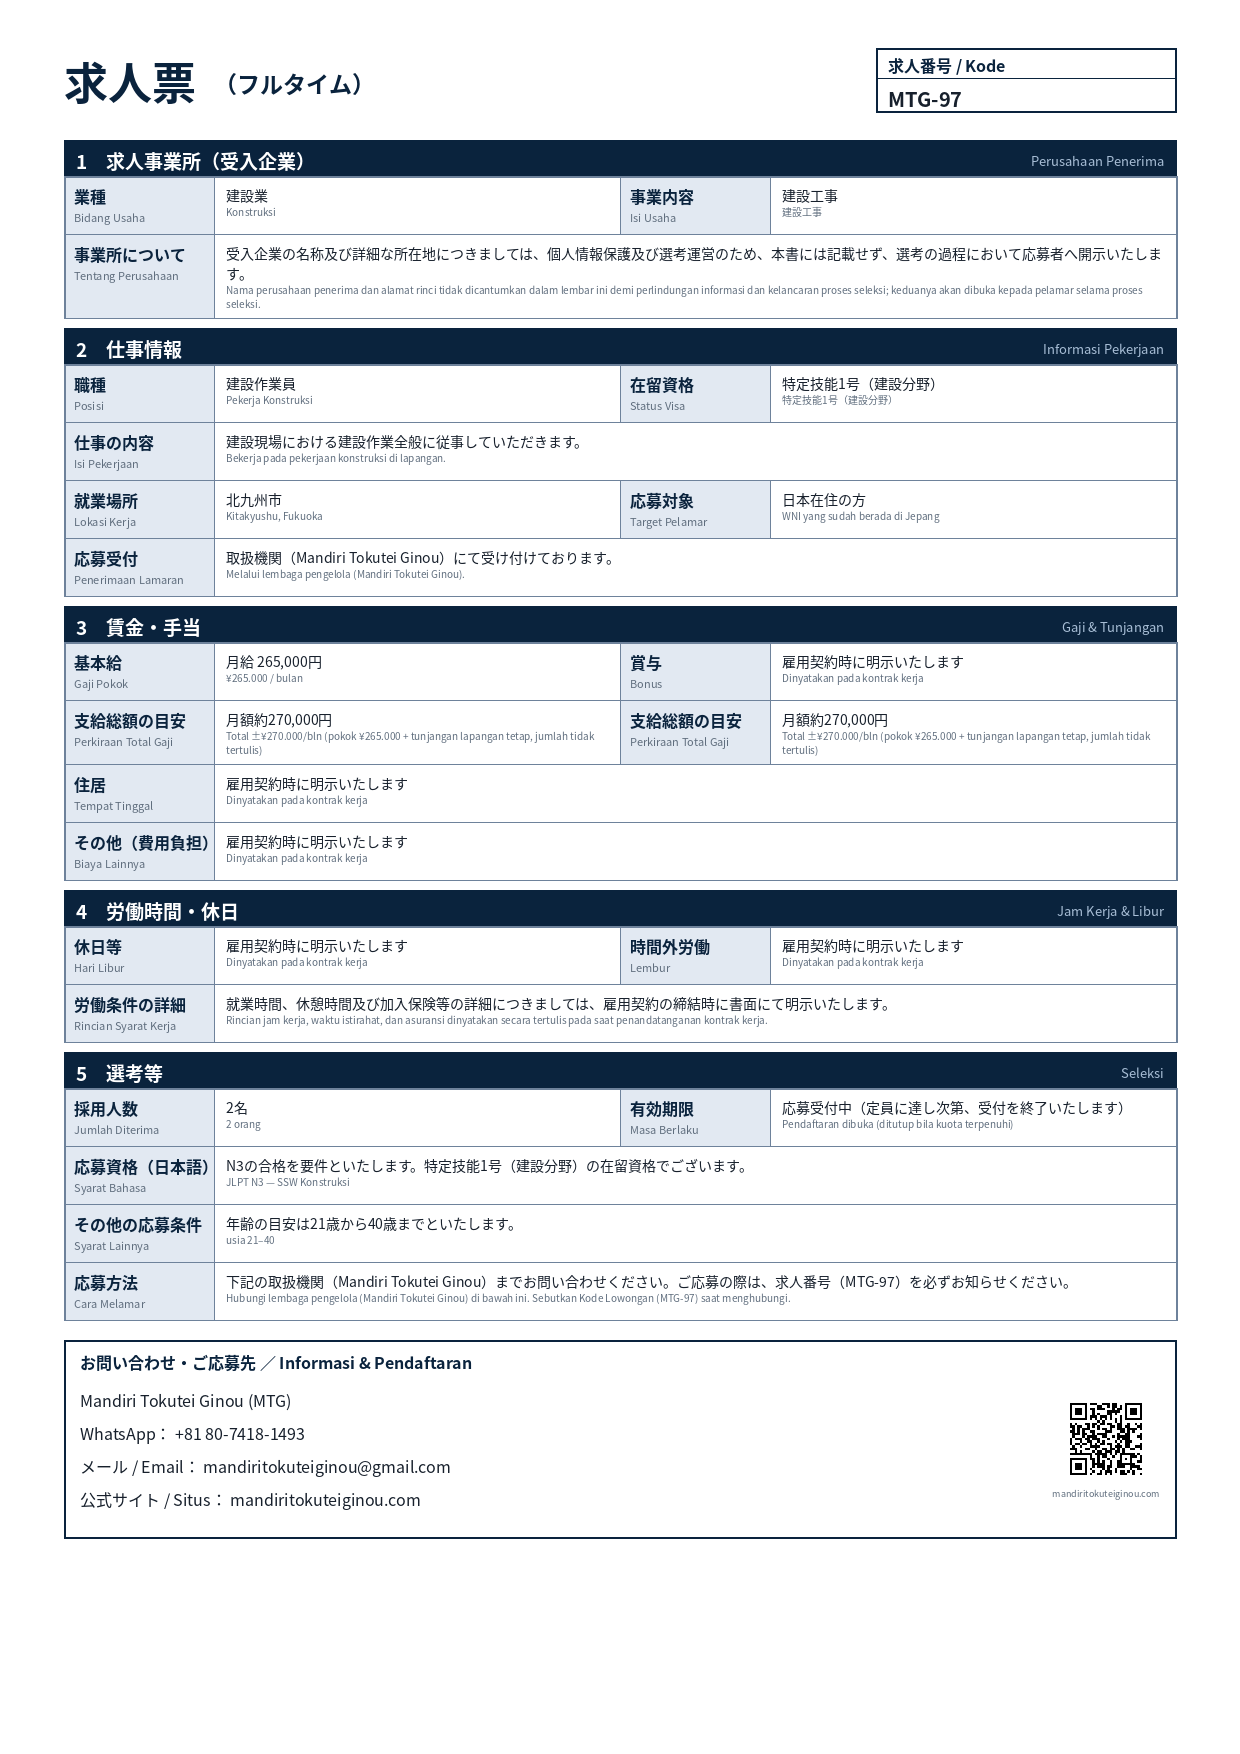 求人票 （フルタイム）
求人番号 / Kode
MTG-97
1 求人事業所（受入企業） Perusahaan Penerima
業種
Bidang Usaha
建設業
Konstruksi
事業内容
Isi Usaha
建設工事
建設工事
事業所について
Tentang Perusahaan
受入企業の名称及び詳細な所在地につきましては、個人情報保護及び選考運営のため、本書には記載せず、選考の過程において応募者へ開示いたしま
す。
Nama perusahaan penerima dan alamat rinci tidak dicantumkan dalam lembar ini demi perlindungan informasi dan kelancaran proses seleksi; keduanya akan dibuka kepada pelamar selama proses
seleksi.
2 仕事情報 Informasi Pekerjaan
職種
Posisi
建設作業員
Pekerja Konstruksi
在留資格
Status Visa
特定技能1号（建設分野）
特定技能1号（建設分野）
仕事の内容
Isi Pekerjaan
建設現場における建設作業全般に従事していただきます。
Bekerja pada pekerjaan konstruksi di lapangan.
就業場所
Lokasi Kerja
北九州市
Kitakyushu, Fukuoka
応募対象
Target Pelamar
日本在住の方
WNI yang sudah berada di Jepang
応募受付
Penerimaan Lamaran
取扱機関（Mandiri Tokutei Ginou）にて受け付けております。
Melalui lembaga pengelola (Mandiri Tokutei Ginou).
3 賃金・手当 Gaji & Tunjangan
基本給
Gaji Pokok
月給 265,000円
¥265.000 / bulan
賞与
Bonus
雇用契約時に明示いたします
Dinyatakan pada kontrak kerja
支給総額の目安
Perkiraan Total Gaji
月額約270,000円
Total ±¥270.000/bln (pokok ¥265.000 + tunjangan lapangan tetap, jumlah tidak
tertulis)
支給総額の目安
Perkiraan Total Gaji
月額約270,000円
Total ±¥270.000/bln (pokok ¥265.000 + tunjangan lapangan tetap, jumlah tidak
tertulis)
住居
Tempat Tinggal
雇用契約時に明示いたします
Dinyatakan pada kontrak kerja
その他（費用負担）
Biaya Lainnya
雇用契約時に明示いたします
Dinyatakan pada kontrak kerja
4 労働時間・休日 Jam Kerja & Libur
休日等
Hari Libur
雇用契約時に明示いたします
Dinyatakan pada kontrak kerja
時間外労働
Lembur
雇用契約時に明示いたします
Dinyatakan pada kontrak kerja
労働条件の詳細
Rincian Syarat Kerja
就業時間、休憩時間及び加入保険等の詳細につきましては、雇用契約の締結時に書面にて明示いたします。
Rincian jam kerja, waktu istirahat, dan asuransi dinyatakan secara tertulis pada saat penandatanganan kontrak kerja.
5 選考等 Seleksi
採用人数
Jumlah Diterima
2名
2 orang
有効期限
Masa Berlaku
応募受付中（定員に達し次第、受付を終了いたします）
Pendaftaran dibuka (ditutup bila kuota terpenuhi)
応募資格（日本語）
Syarat Bahasa
N3の合格を要件といたします。特定技能1号（建設分野）の在留資格でございます。
JLPT N3 — SSW Konstruksi
その他の応募条件
Syarat Lainnya
年齢の目安は21歳から40歳までといたします。
usia 21–40
応募方法
Cara Melamar
下記の取扱機関（Mandiri Tokutei Ginou）までお問い合わせください。ご応募の際は、求人番号（MTG-97）を必ずお知らせください。
Hubungi lembaga pengelola (Mandiri Tokutei Ginou) di bawah ini. Sebutkan Kode Lowongan (MTG-97) saat menghubungi.
お問い合わせ・ご応募先 ／ Informasi & Pendaftaran
Mandiri Tokutei Ginou (MTG)
WhatsApp： +81 80-7418-1493
メール / Email： mandiritokuteiginou@gmail.com
公式サイト / Situs： mandiritokuteiginou.com
mandiritokuteiginou.com